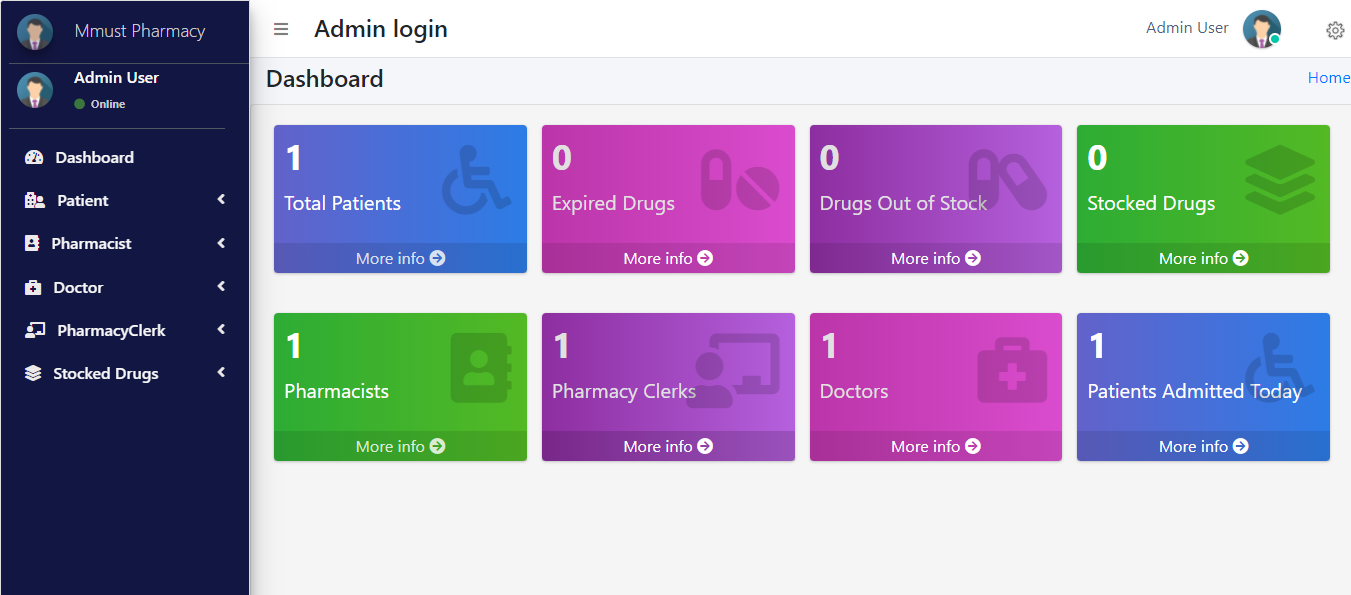 Mmust Pharmacy
Admin User
Online
Dashboard
Patient
Pharmacist
Doctor
PharmacyClerk
Stocked Drugs
Admin login
Admin User
Dashboard
Home
1
Total Patients
More info
0
Expired Drugs
More info
0
Drugs Out of Stock
More info
0
Stocked Drugs
More info
1
Pharmacists
More info
1
Pharmacy Clerks
More info
1
Doctors
More info
1
Patients Admitted Today
More info